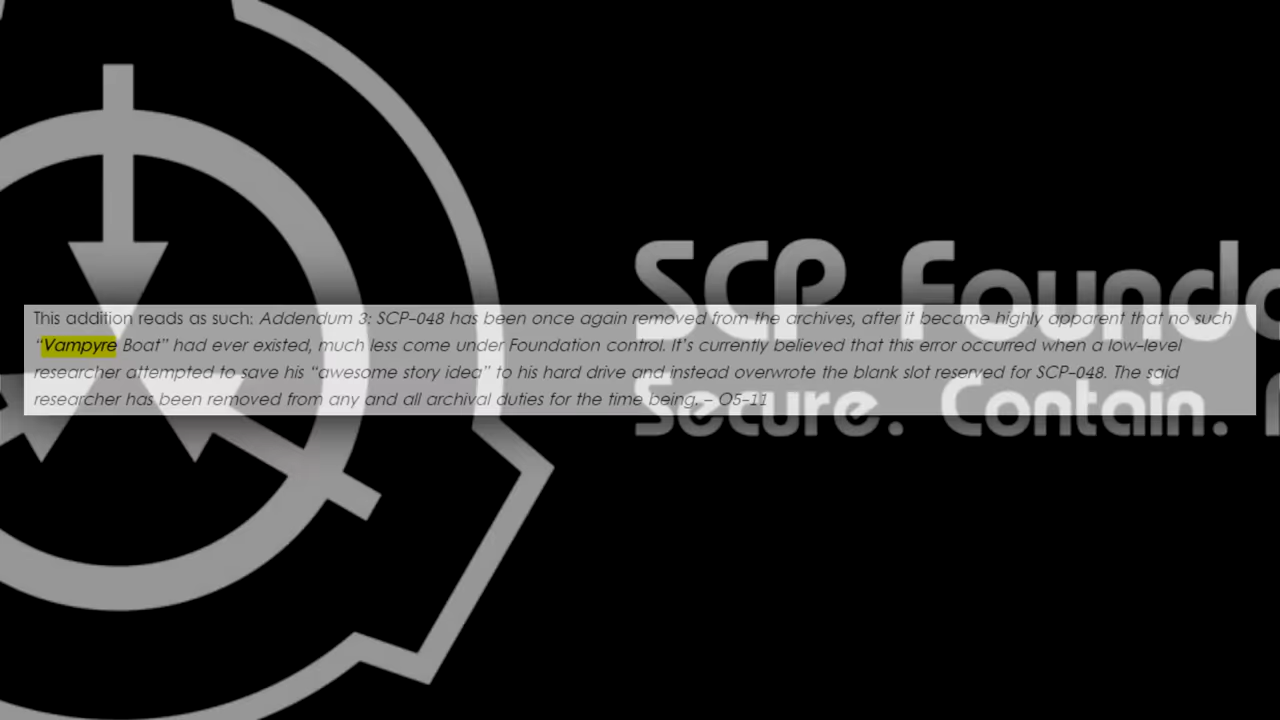 SCP Founda
This addition reads as such: Addendum 3: SCP-048 has been once again removed from the archives, after it became highly apparent that no such
“Vampyre Boat” had ever existed, much less come under Foundation control. It’s currently believed that this error occurred when a low-level
researcher attempted to save his “awesome story idea” to his hard drive and instead overwrote the blank slot reserved for SCP-048. The said
researcher has been removed from any and all archival duties for the time being. – O5-11
Secure. Contain.